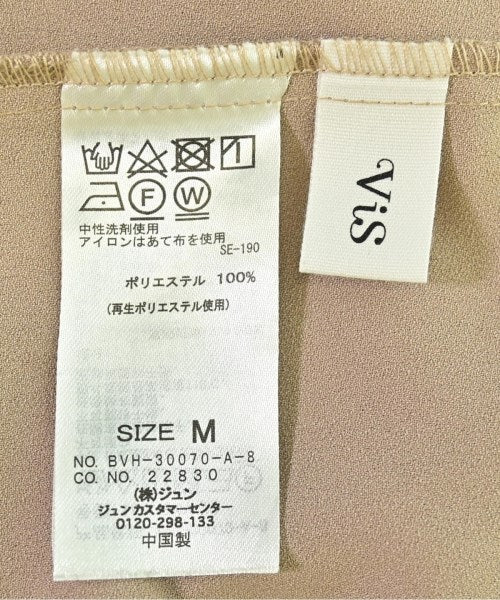 F W
中性洗剤使用
アイロンはあて布を使用
SE-190
ポリエステル 100%
(再生ポリエステル使用)
SIZE M
NO. BVH-30070-A-8
CO. NO. 22830
(株)ジュン
ジュンカスタマーセンター
0120-298-133
中国製
ViS